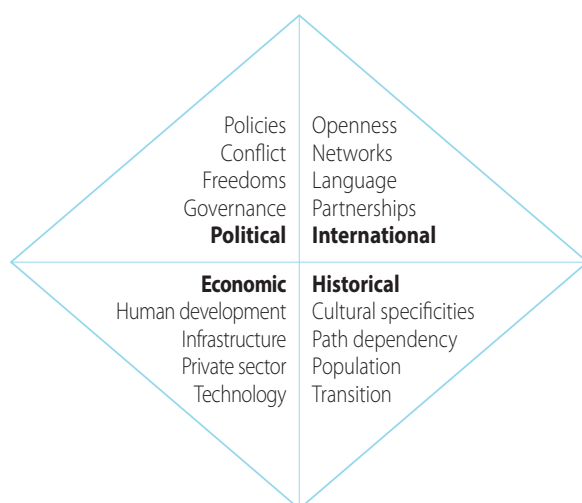 Policies
Conflict
Freedoms
Governance
Political
Openness
Networks
Language
Partnerships
International
Economic
Human development
Infrastructure
Private sector
Technology
Historical
Cultural specificities
Path dependency
Population
Transition